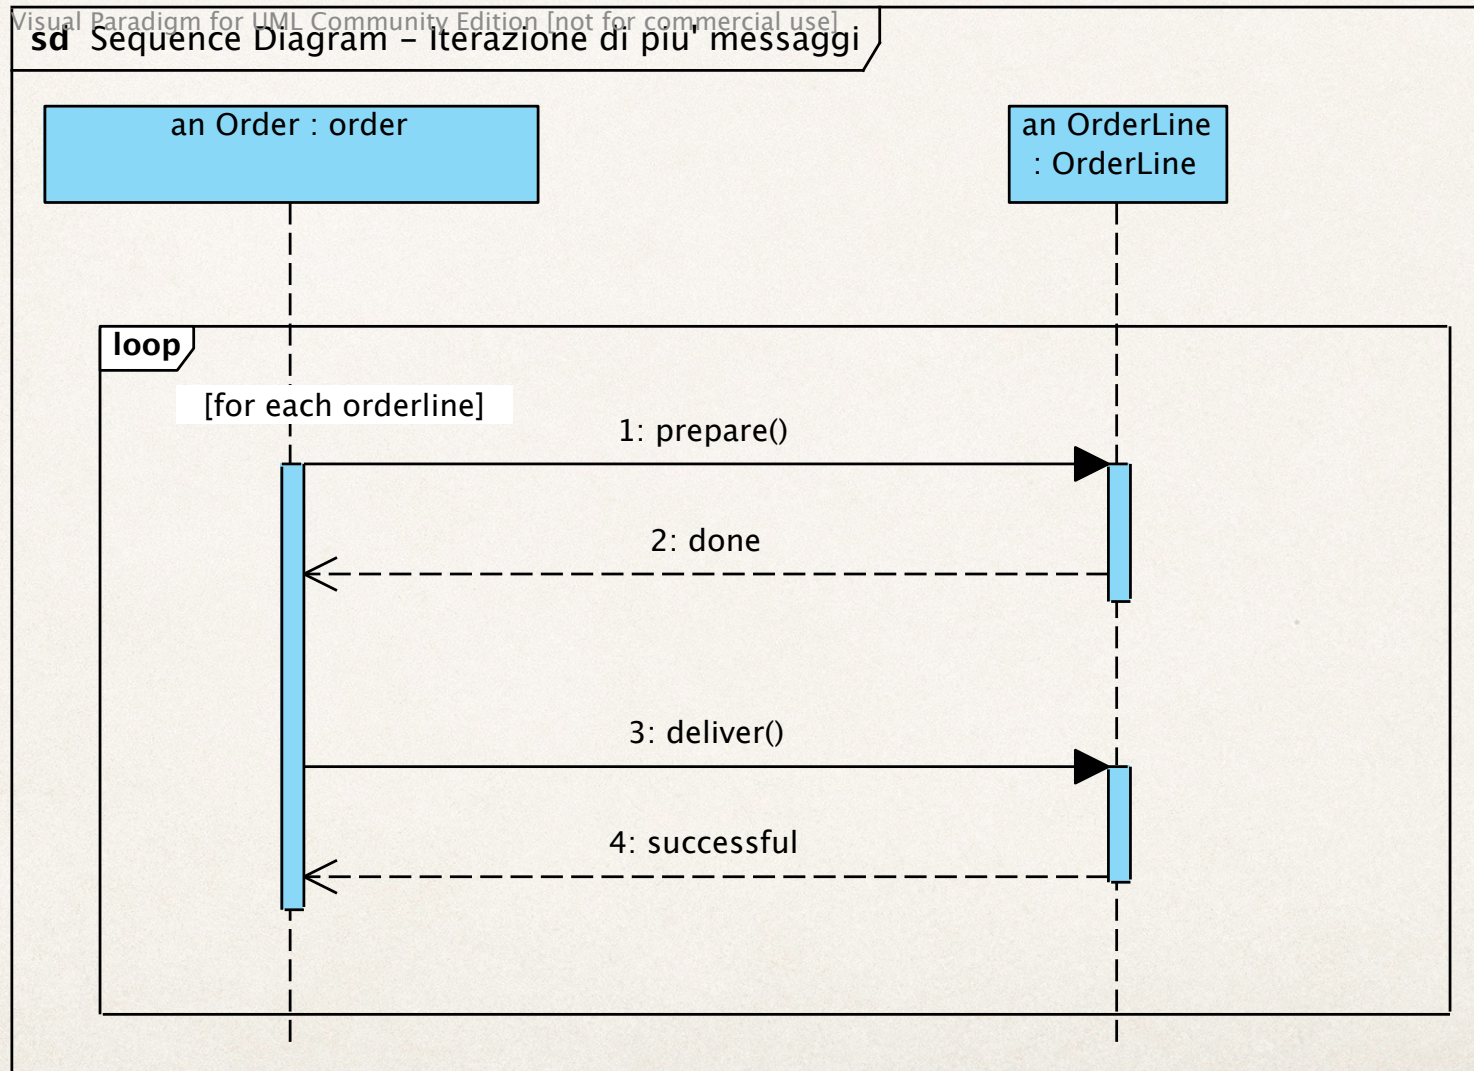 Visual Paradigm for UML Community Edition [not for commercial use]
sd Sequence Diagram – Iterazione di piu' messaggi
an Order : order
an OrderLine
: OrderLine
loop
[for each orderline]
1: prepare()
2: done
3: deliver()
4: successful